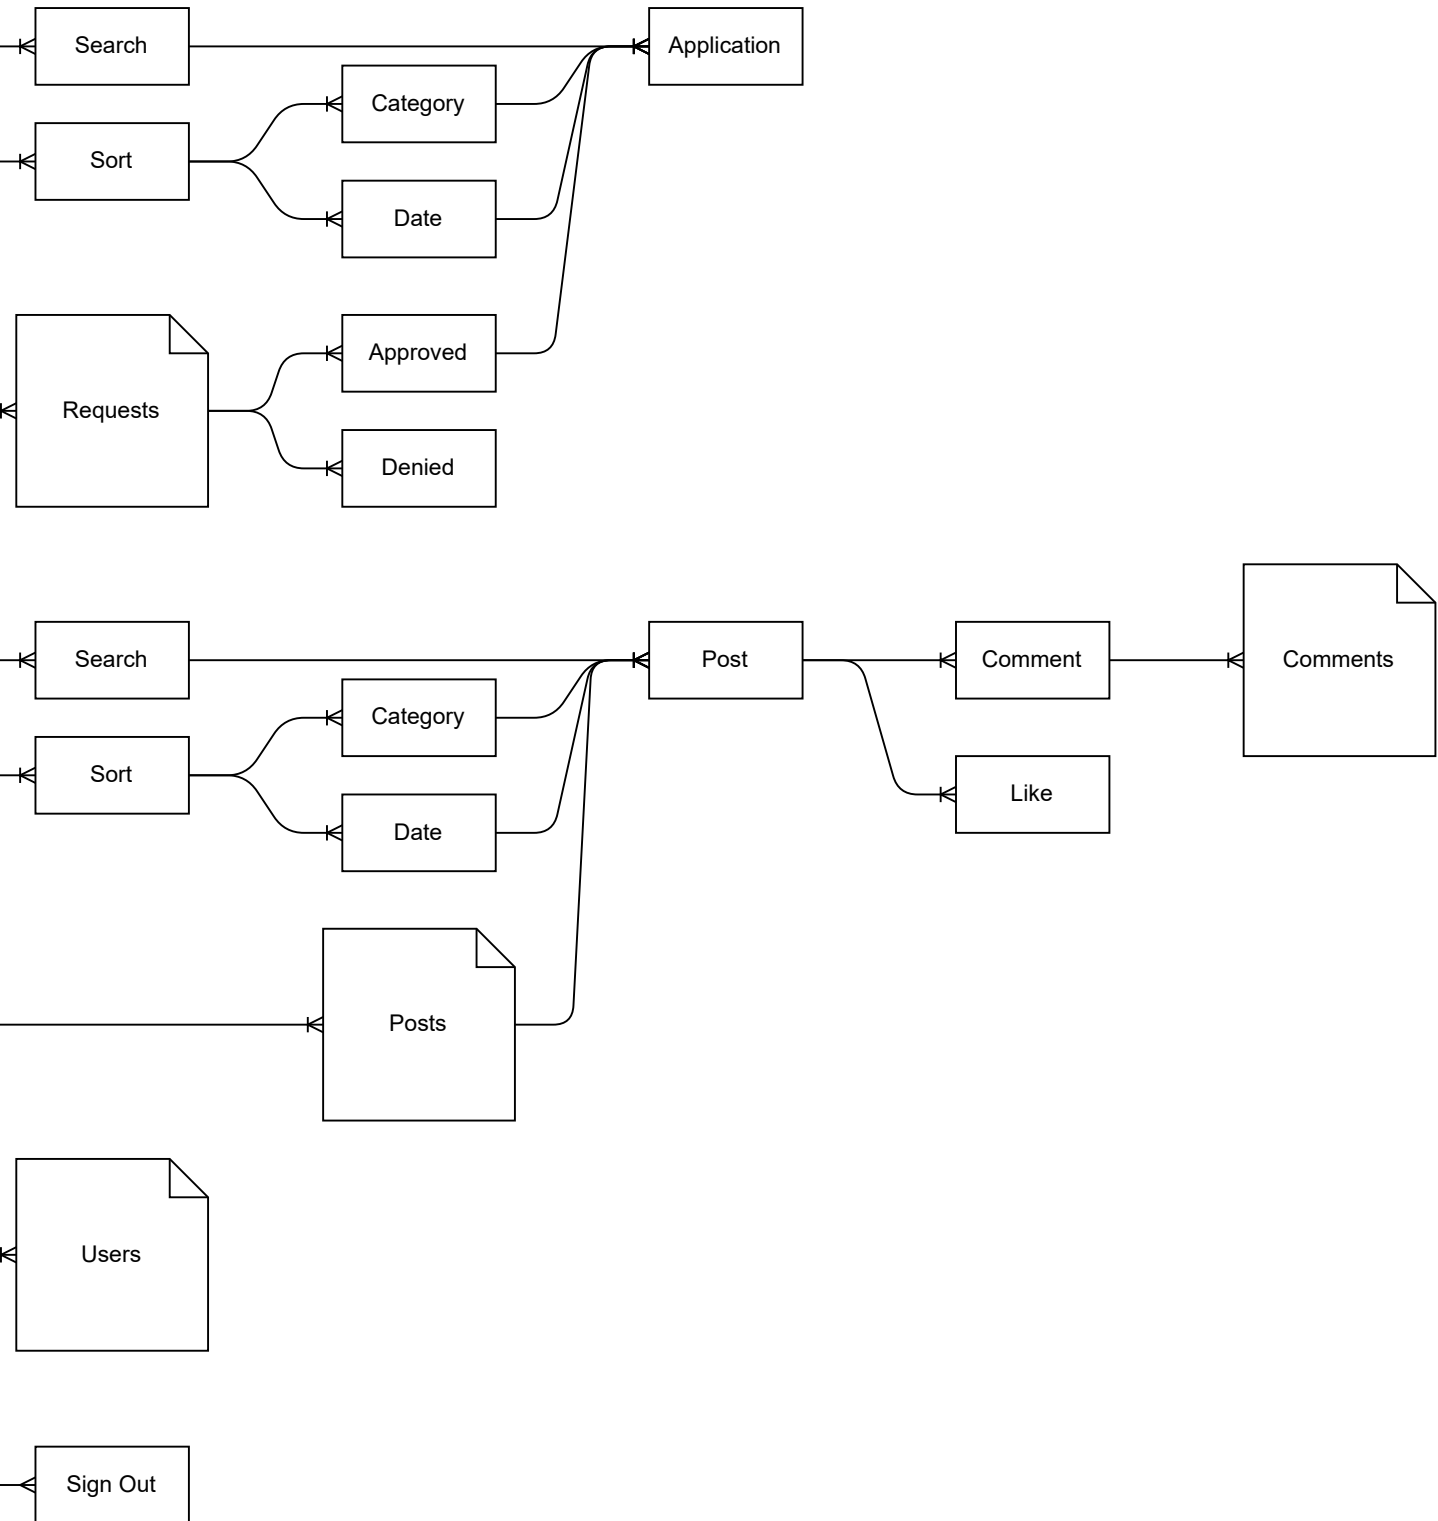 Search
Application
Category
Sort
Date
Approved
Requests
Denied
Search
Post
Comment
Comments
Category
Sort
Like
Date
Posts
Users
Sign Out